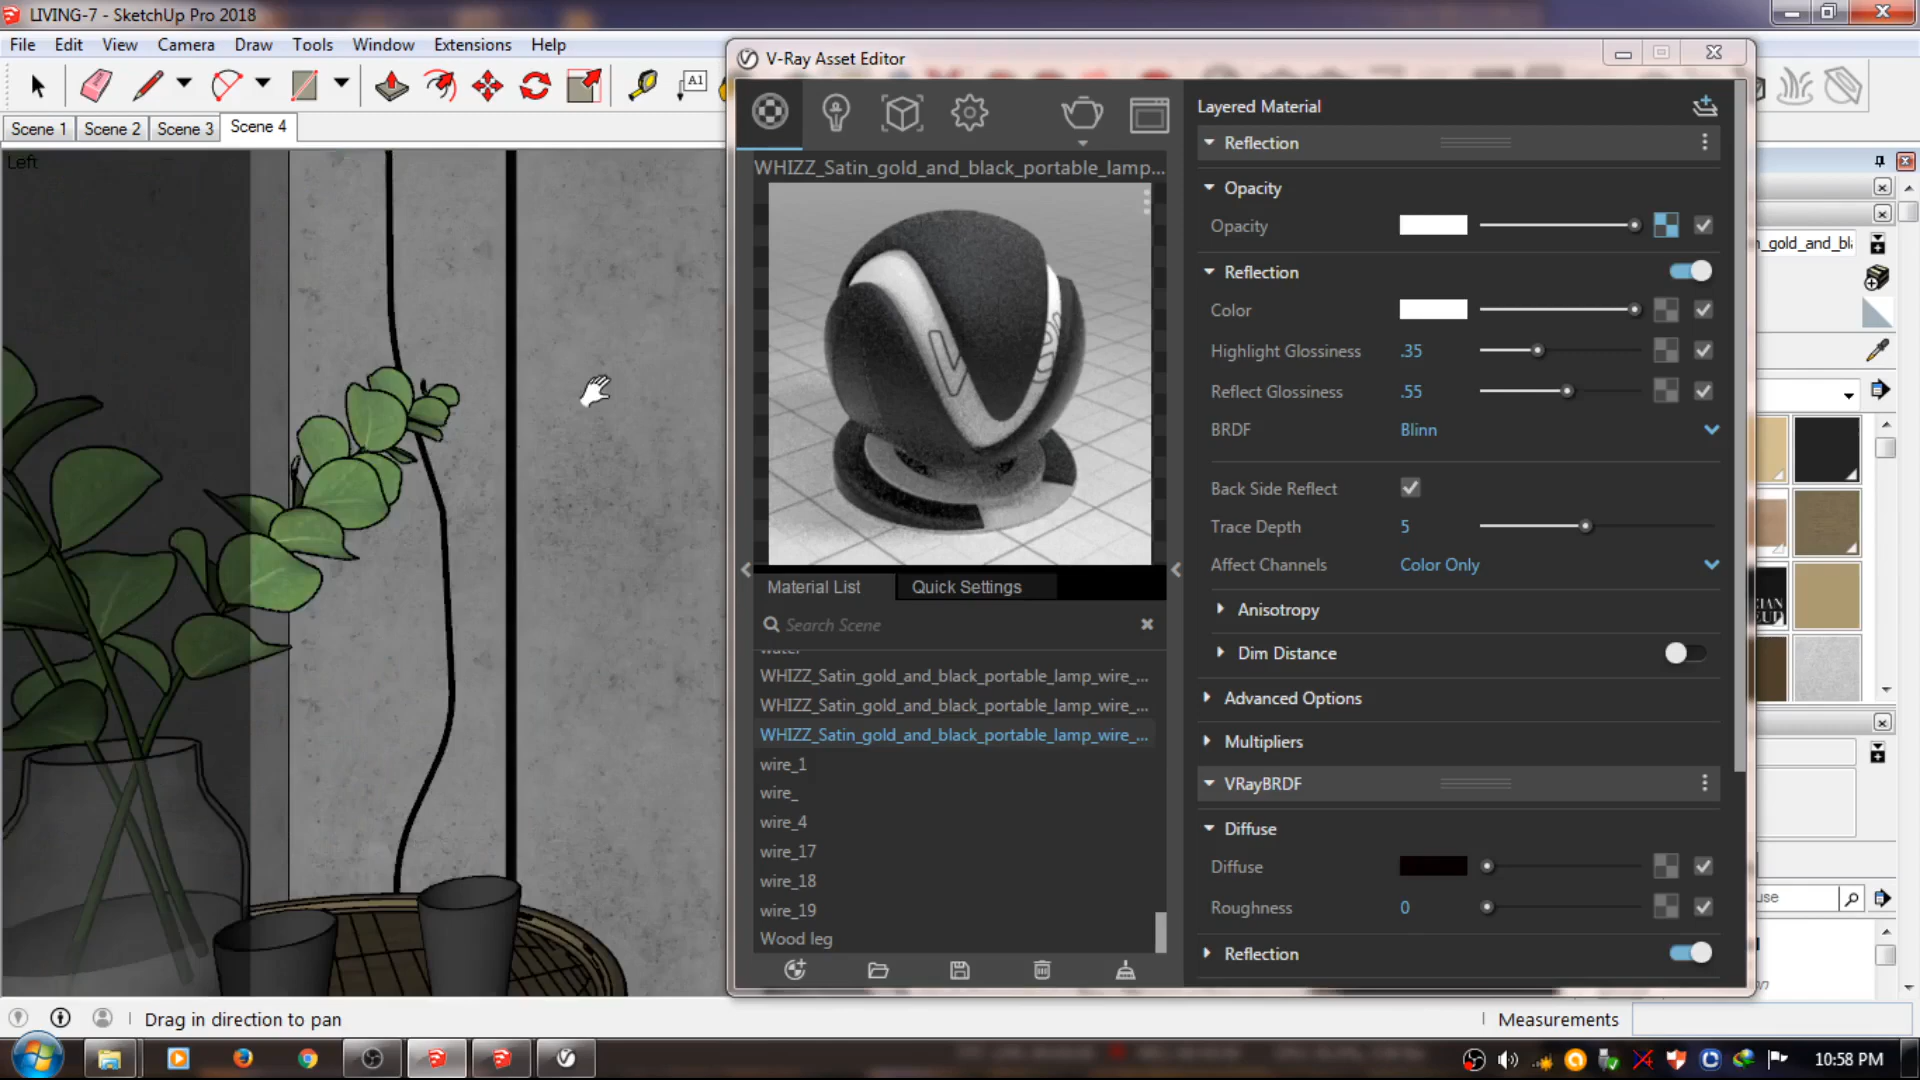 LIVING-7 - SketchUp Pro 2018
File Edit View Camera Draw Tools Window Extensions Help
A1
Scene 1 Scene 2 Scene 3 Scene 4
Left
V-Ray Asset Editor
WHIZZ_Satin_gold_and_black_portable_lamp...
Material List Quick Settings
Search Scene
water
WHIZZ_Satin_gold_and_black_portable_lamp_wire_...
WHIZZ_Satin_gold_and_black_portable_lamp_wire_...
WHIZZ_Satin_gold_and_black_portable_lamp_wire_...
wire_1
wire_
wire_4
wire_17
wire_18
wire_19
Wood leg
Layered Material
Reflection
Opacity
Opacity
Reflection
Color
Highlight Glossiness .35
Reflect Glossiness .55
BRDF Blinn
Back Side Reflect
Trace Depth 5
Affect Channels Color Only
Anisotropy
Dim Distance
Advanced Options
Multipliers
VRayBRDF
Diffuse
Diffuse
Roughness 0
Reflection
Drag in direction to pan
Measurements
10:58 PM